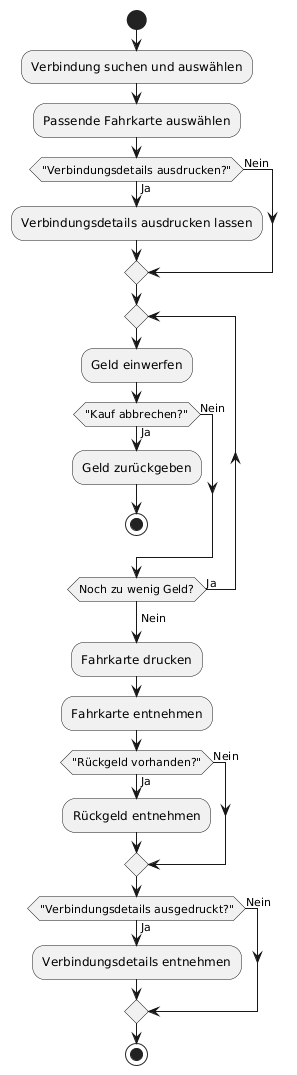 Verbindung suchen und auswählen
Passende Fahrkarte auswählen
"Verbindungsdetails ausdrucken?"
Nein
Ja
Verbindungsdetails ausdrucken lassen
Geld einwerfen
"Kauf abbrechen?"
Nein
Ja
Geld zurückgeben
Noch zu wenig Geld?
Ja
Nein
Fahrkarte drucken
Fahrkarte entnehmen
"Rückgeld vorhanden?"
Nein
Ja
Rückgeld entnehmen
"Verbindungsdetails ausgedruckt?"
Nein
Ja
Verbindungsdetails entnehmen